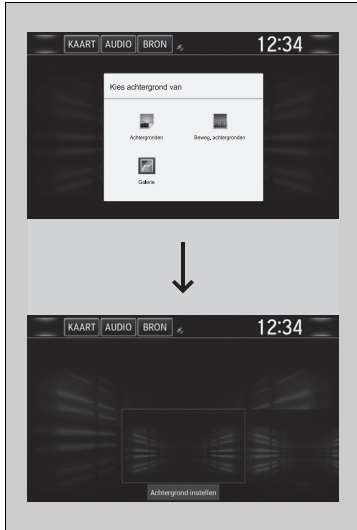 KAART AUDIO BRON 12:34
Kies achtergrond van
Achtergronden Beweg, achtergronden
Galerie
KAART AUDIO BRON 12:34
Achtergrond instellen